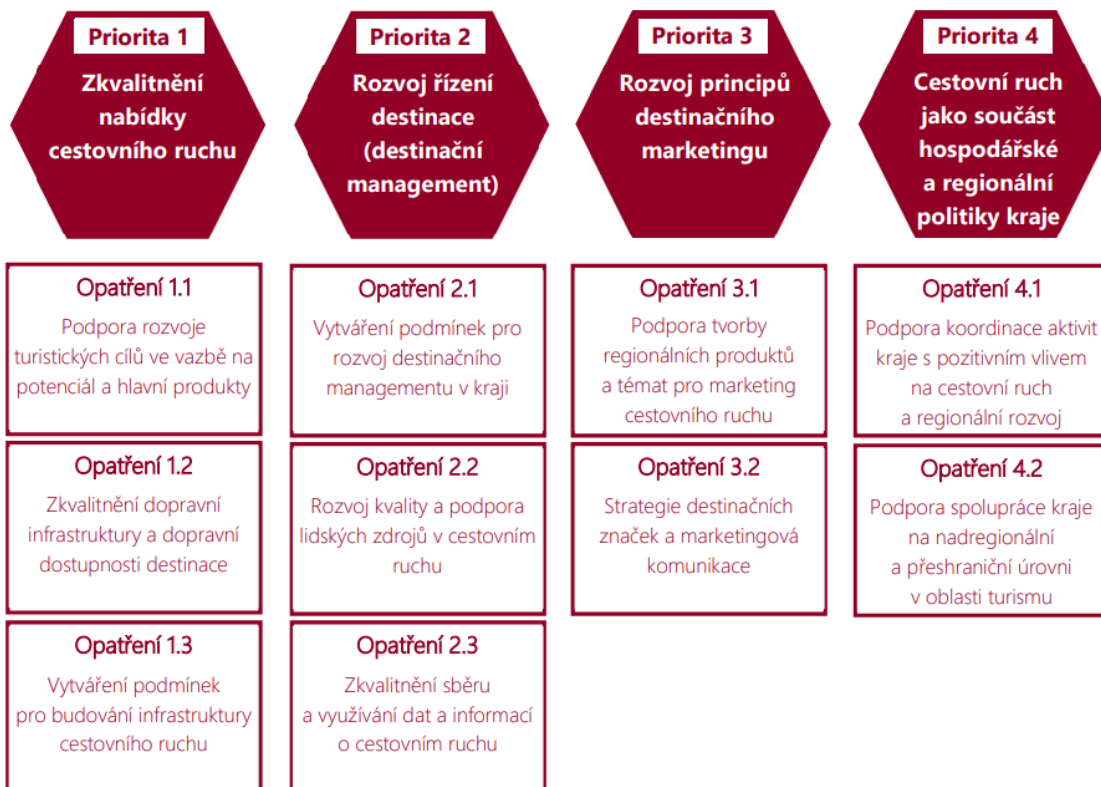 Priorita 1
Zkvalitnění
nabídky
cestovního ruchu
Priorita 2
Rozvoj řízení
destinace
(destinační
management)
Priorita 3
Rozvoj principů
destinačního
marketingu
Priorita 4
Cestovní ruch
jako součást
hospodářské
a regionální
politiky kraje
Opatření 1.1
Podpora rozvoje
turistických cílů ve vazbě na
potenciál a hlavní produkty
Opatření 2.1
Vytváření podmínek pro
rozvoj destinačního
managementu v kraji
Opatření 3.1
Podpora tvorby
regionálních produktů
a témat pro marketing
cestovního ruchu
Opatření 4.1
Podpora koordinace aktivit
kraje s pozitivním vlivem
na cestovní ruch
a regionální rozvoj
Opatření 1.2
Zkvalitnění dopravní
infrastruktury a dopravní
dostupnosti destinace
Opatření 2.2
Rozvoj kvality a podpora
lidských zdrojů v cestovním
ruchu
Opatření 3.2
Strategie destinačních
značek a marketingová
komunikace
Opatření 4.2
Podpora spolupráce kraje
na nadregionální
a přeshraniční úrovni
v oblasti turismu
Opatření 1.3
Vytváření podmínek
pro budování infrastruktury
cestovního ruchu
Opatření 2.3
Zkvalitnění sběru
a využívání dat a informací
o cestovním ruchu